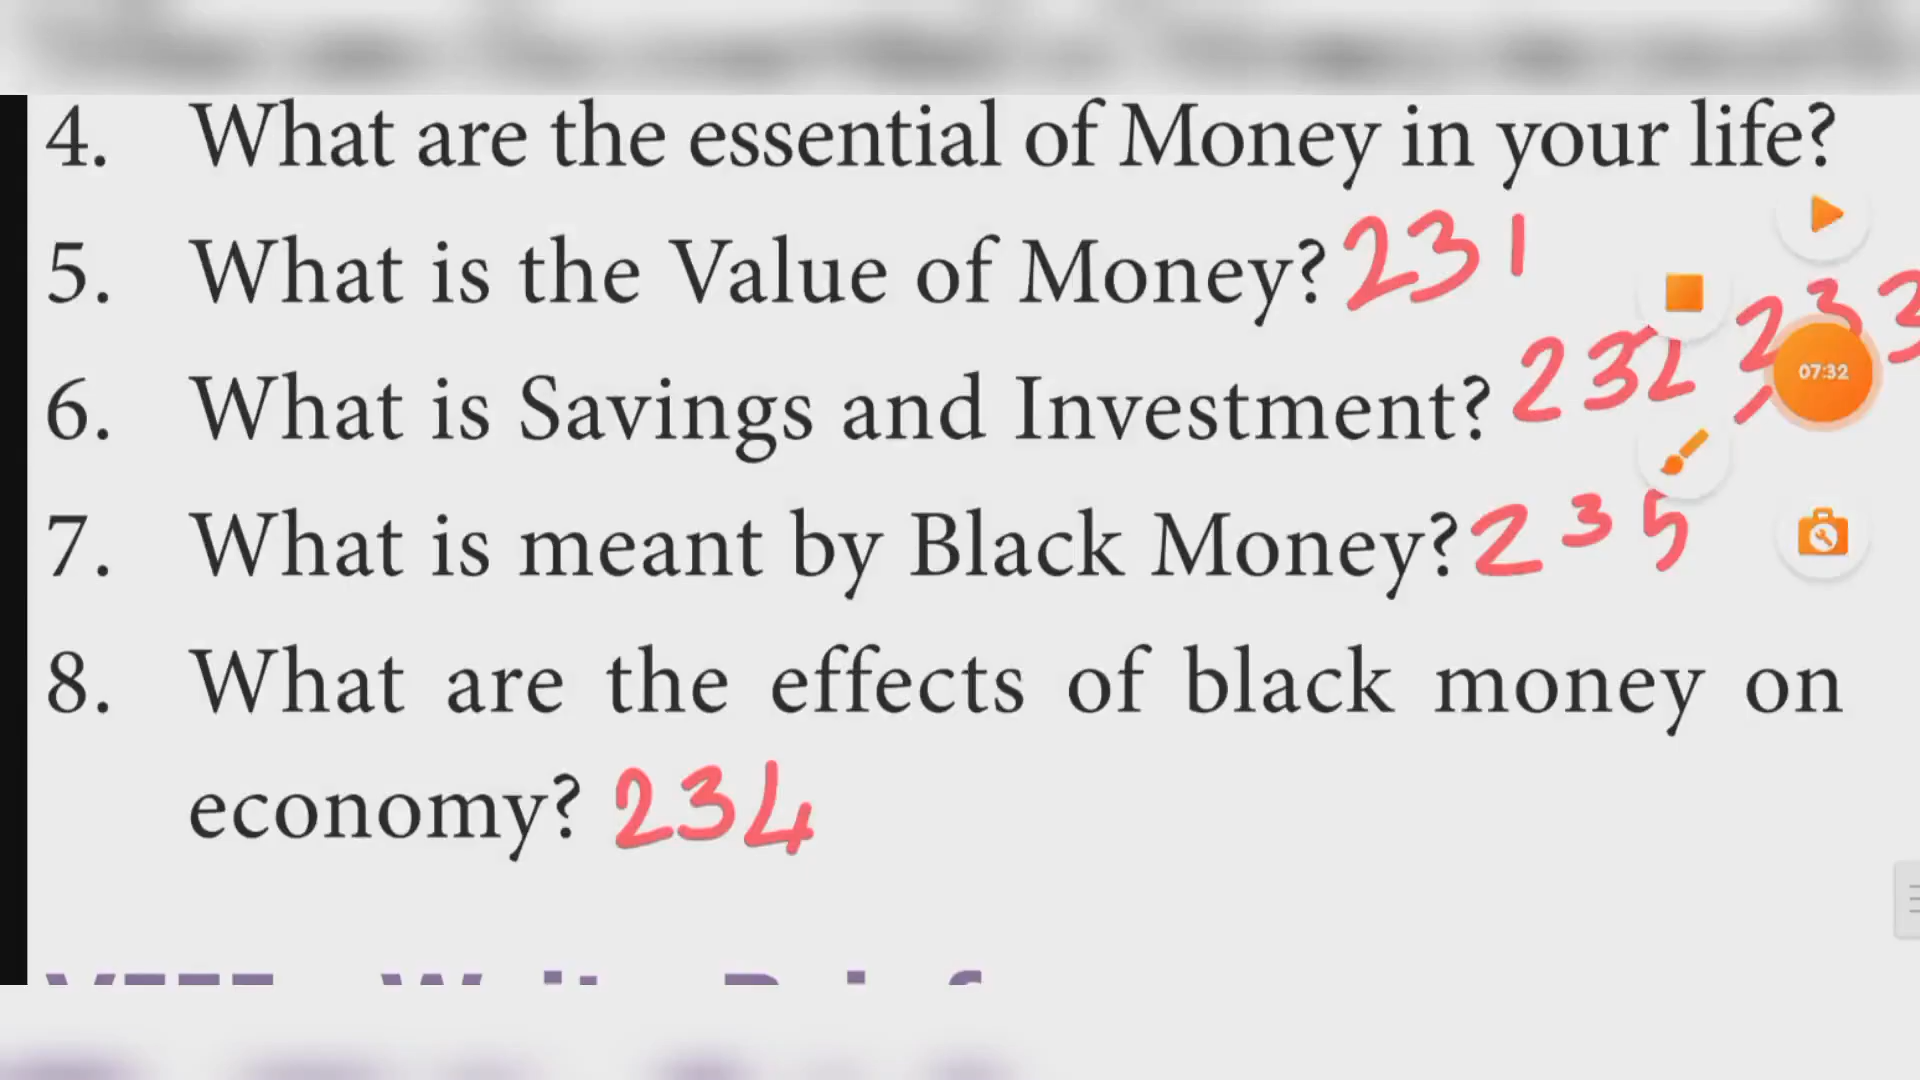 4. What are the essential of Money in your life?
5. What is the Value of Money? 231
6. What is Savings and Investment? 232
07:32
7. What is meant by Black Money? 235
8. What are the effects of black money on
economy? 234